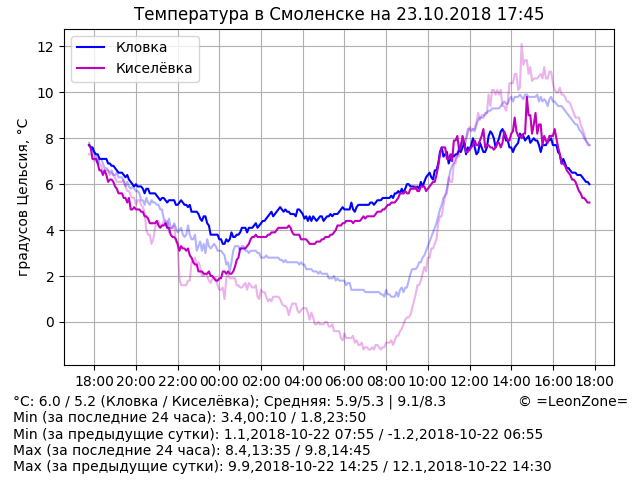 Температура в Смоленске на 23.10.2018 17:45
Кловка
Киселёвка
градусов Цельсия, °C
12
10
8
6
4
2
0
18:00 20:00 22:00 00:00 02:00 04:00 06:00 08:00 10:00 12:00 14:00 16:00 18:00
°C: 6.0 / 5.2 (Кловка / Киселёвка); Средняя: 5.9/5.3 | 9.1/8.3 © =LeonZone=
Min (за последние 24 часа): 3.4,00:10 / 1.8,23:50
Min (за предыдущие сутки): 1.1,2018-10-22 07:55 / -1.2,2018-10-22 06:55
Max (за последние 24 часа): 8.4,13:35 / 9.8,14:45
Max (за предыдущие сутки): 9.9,2018-10-22 14:25 / 12.1,2018-10-22 14:30